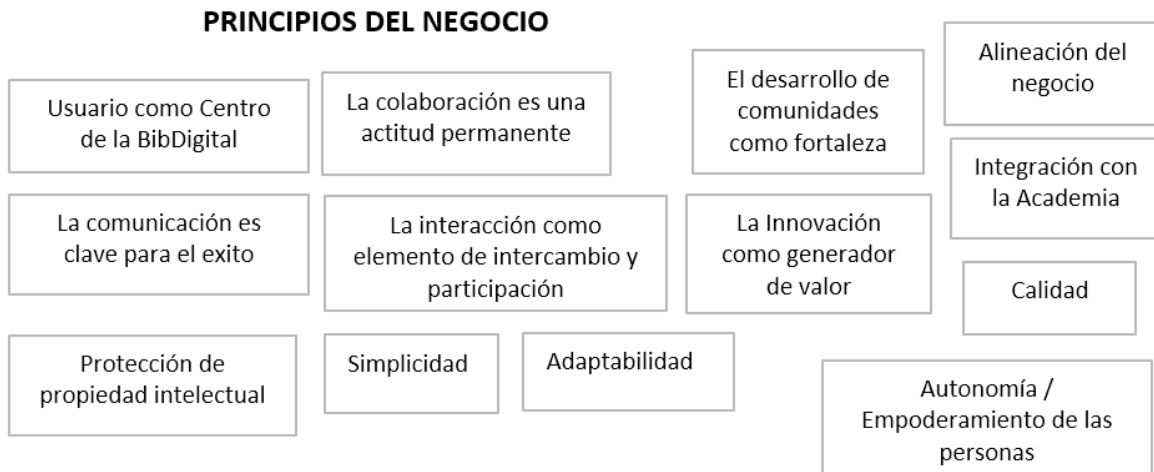 PRINCIPIOS DEL NEGOCIO
Usuario como Centro
de la BibDigital
La colaboración es una
actitud permanente
El desarrollo de
comunidades
como fortaleza
Alineación del
negocio
Integración con
la Academia
La comunicación es
clave para el exito
La interacción como
elemento de intercambio y
participación
La Innovación
como generador
de valor
Calidad
Protección de
propiedad intelectual
Simplicidad
Adaptabilidad
Autonomía /
Empoderamiento de las
personas